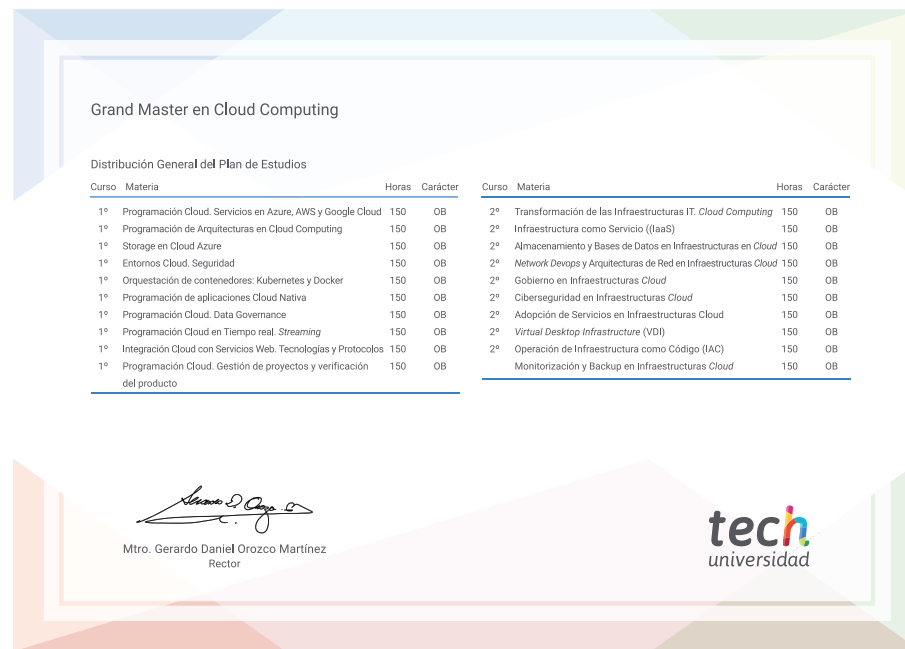 Grand Master en Cloud Computing
Distribución General del Plan de Estudios
Curso Materia Horas Carácter
1º Programación Cloud. Servicios en Azure, AWS y Google Cloud 150 OB
1º Programación de Arquitecturas en Cloud Computing 150 OB
1º Storage en Cloud Azure 150 OB
1º Entornos Cloud. Seguridad 150 OB
1º Orquestación de contenedores: Kubernetes y Docker 150 OB
1º Programación de aplicaciones Cloud Nativa 150 OB
1º Programación Cloud. Data Governance 150 OB
1º Programación Cloud en Tiempo real. Streaming 150 OB
1º Integración Cloud con Servicios Web. Tecnologías y Protocolos 150 OB
1º Programación Cloud. Gestión de proyectos y verificación 150 OB
del producto
Curso Materia Horas Carácter
2º Transformación de las Infraestructuras IT. Cloud Computing 150 OB
2º Infraestructura como Servicio ((IaaS) 150 OB
2º Almacenamiento y Bases de Datos en Infraestructuras en Cloud 150 OB
2º Network Devops y Arquitecturas de Red en Infraestructuras Cloud 150 OB
2º Gobierno en Infraestructuras Cloud 150 OB
2º Ciberseguridad en Infraestructuras Cloud 150 OB
2º Adopción de Servicios en Infraestructuras Cloud 150 OB
2º Virtual Desktop Infrastructure (VDI) 150 OB
2º Operación de Infraestructura como Código (IAC) 150 OB
Monitorización y Backup en Infraestructuras Cloud 150 OB
Mtro. Gerardo Daniel Orozco Martínez
Rector
tech
universidad